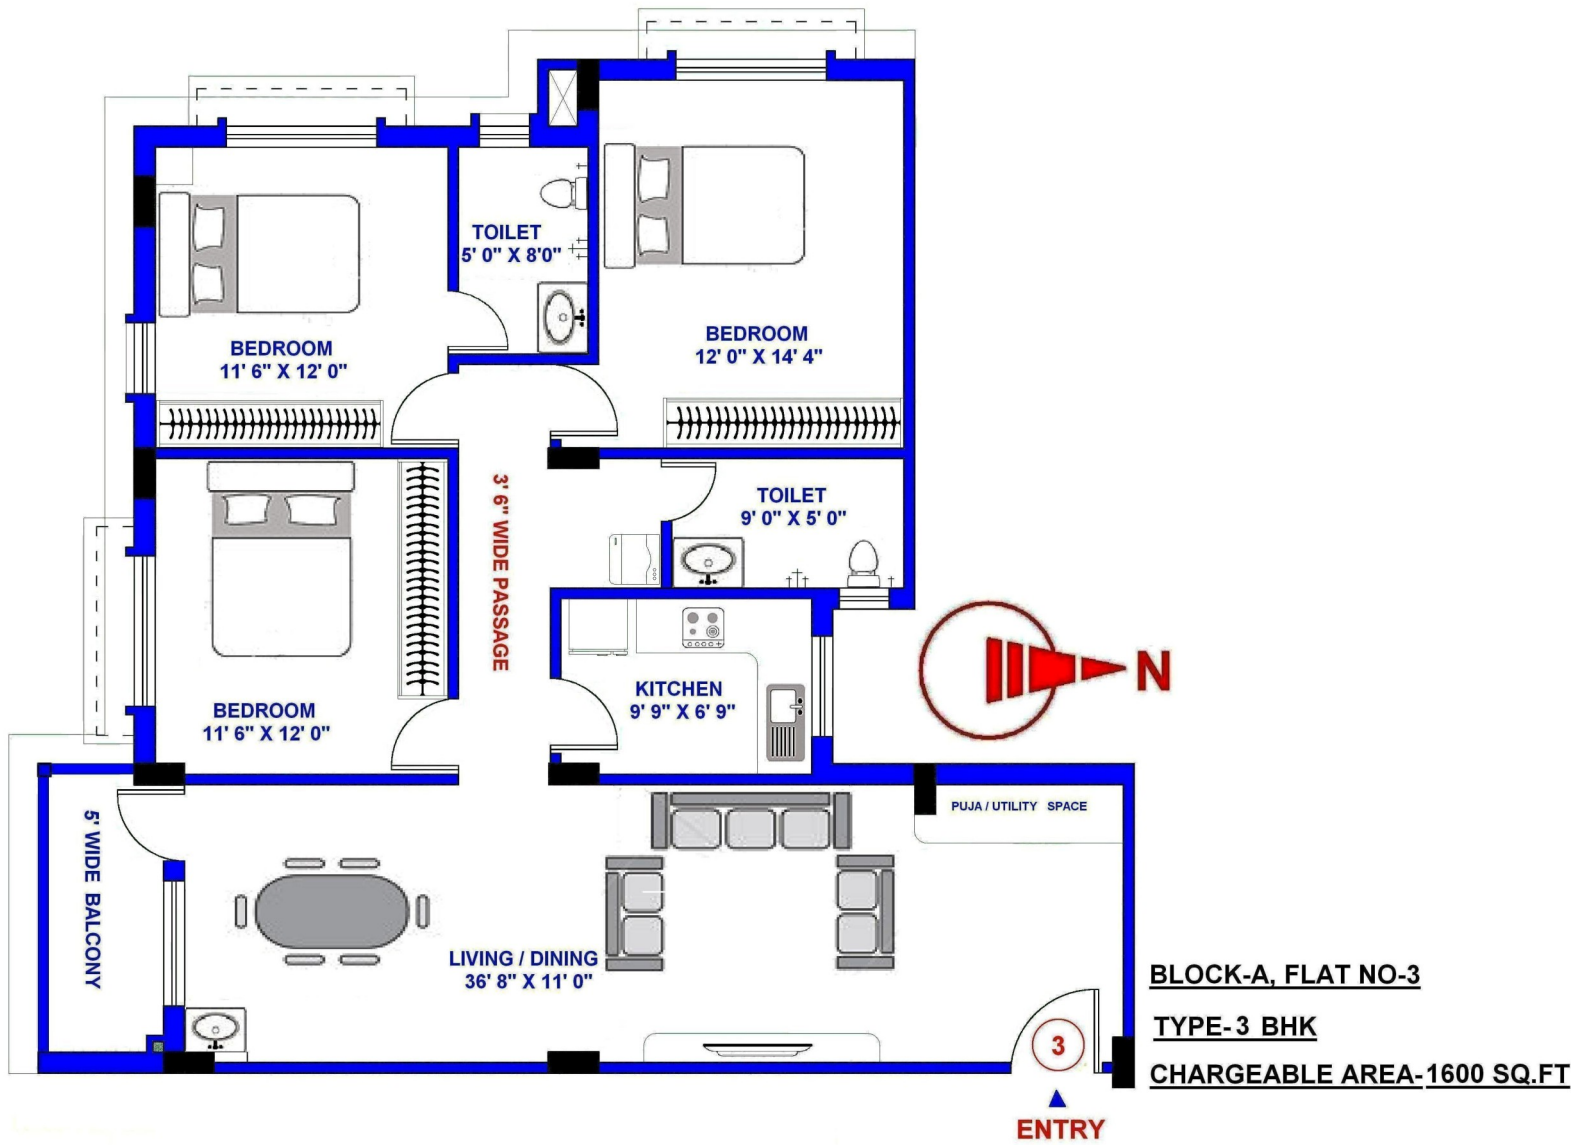 TOILET
5' 0" X 8'0"
BEDROOM
12' 0" X 14' 4"
BEDROOM
11' 6" X 12' 0"
3' 6" WIDE PASSAGE
TOILET
9' 0" X 5' 0"
KITCHEN
9' 9" X 6' 9"
N
BEDROOM
11' 6" X 12' 0"
PUJA / UTILITY SPACE
5' WIDE BALCONY
LIVING / DINING
36' 8" X 11' 0"
BLOCK-A, FLAT NO-3
TYPE- 3 BHK
CHARGEABLE AREA- 1600 SQ.FT
3
ENTRY